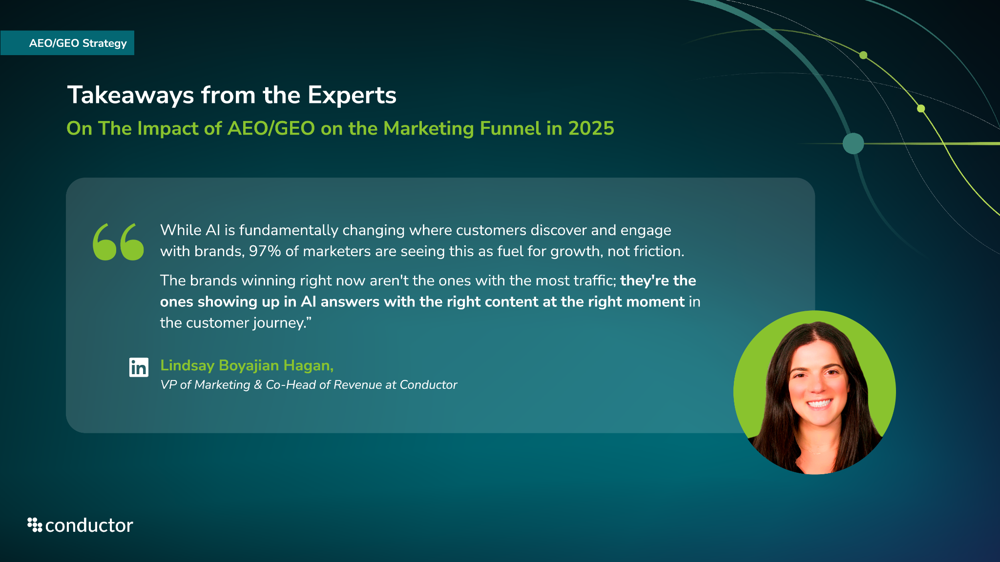 AEO/GEO Strategy
Takeaways from the Experts
On The Impact of AEO/GEO on the Marketing Funnel in 2025
“
While AI is fundamentally changing where customers discover and engage
with brands, 97% of marketers are seeing this as fuel for growth, not friction.
The brands winning right now aren't the ones with the most traffic; they're the
ones showing up in AI answers with the right content at the right moment in
the customer journey.”
in
Lindsay Boyajian Hagan,
VP of Marketing & Co-Head of Revenue at Conductor
conductor